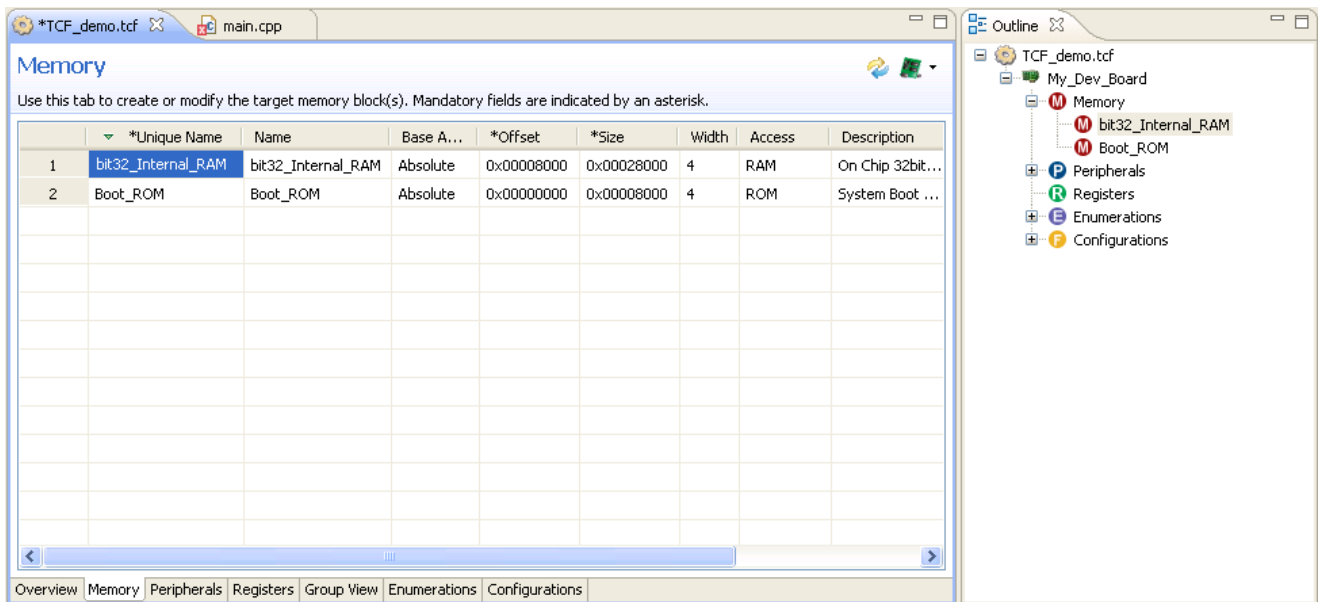 *TCF_demo.tcf
main.cpp
Memory
Use this tab to create or modify the target memory block(s). Mandatory fields are indicated by an asterisk.
*Unique Name Name Base A... *Offset *Size Width Access Description
1 bit32_Internal_RAM bit32_Internal_RAM Absolute 0x00008000 0x00028000 4 RAM On Chip 32bit...
2 Boot_ROM Boot_ROM Absolute 0x00000000 0x00008000 4 ROM System Boot ...
Overview Memory Peripherals Registers Group View Enumerations Configurations
Outline
TCF_demo.tcf
My_Dev_Board
M Memory
M bit32_Internal_RAM
M Boot_ROM
P Peripherals
R Registers
E Enumerations
F Configurations